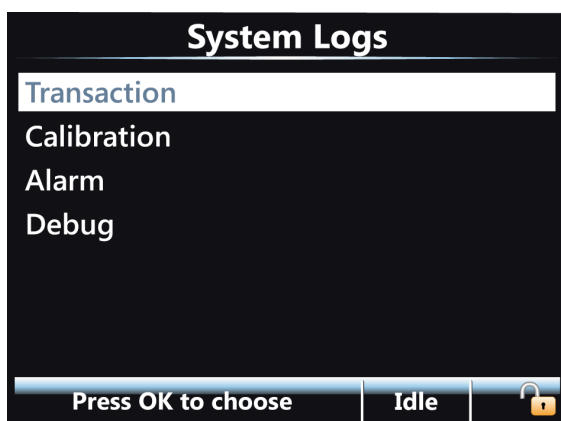 System Logs
Transaction
Calibration
Alarm
Debug
Press OK to choose Idle